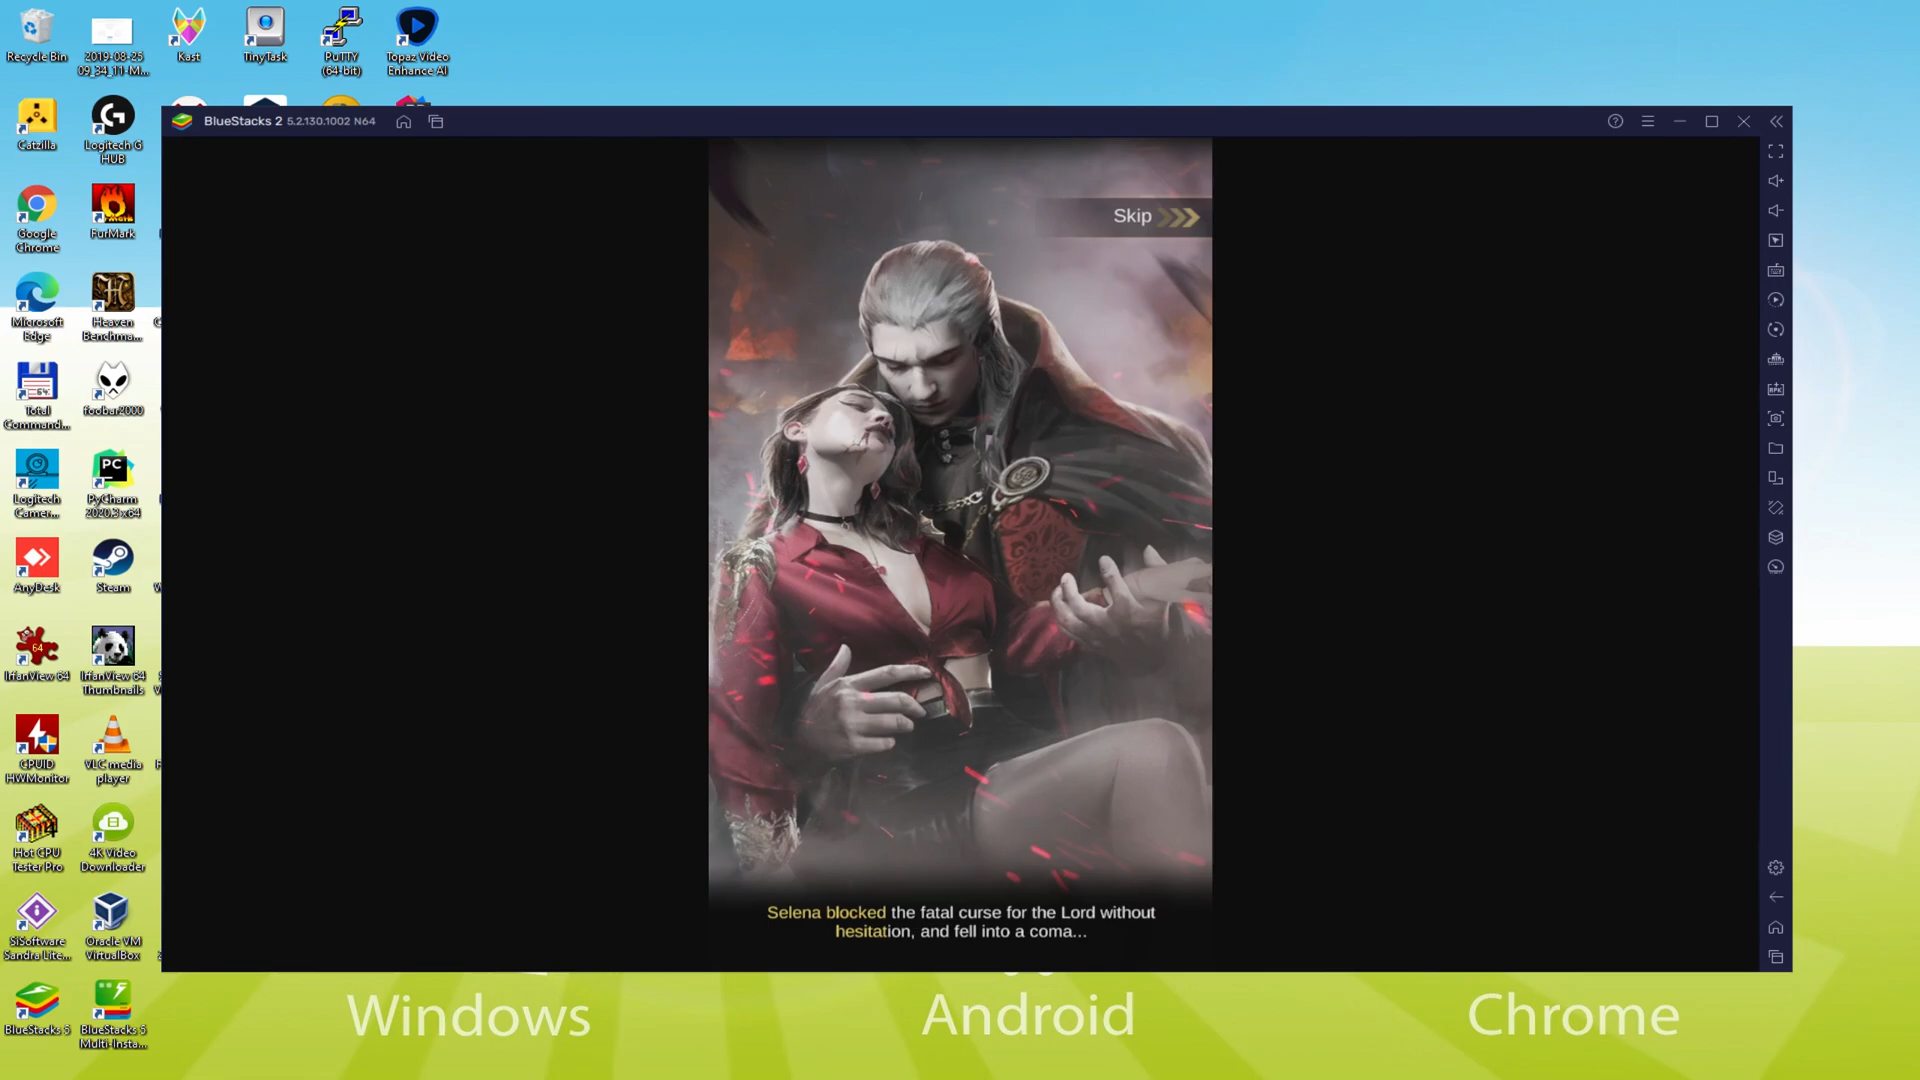 Recycle Bin
2019-08-25
09_34_11-M...
Kast
TinyTask
PuTTY
(64-bit)
Topaz Video
Enhance AI
Catzilla
Logitech G
HUB
BlueStacks 2 5.2.130.1002 N64
Skip
Google
Chrome
FurMark
Microsoft
Edge
Heaven
Benchma...
Total
Command...
foobar2000
Logitech
Camer...
PC
PyCharm
2020.3 x64
AnyDesk
Steam
64
IrfanView 64
IrfanView 64
Thumbnails
CPUID
HWMonitor
VLC media
player
Hot CPU
Tester Pro
4K Video
Downloader
SiSoftware
Sandra Lite...
Oracle VM
VirtualBox
Selena blocked the fatal curse for the Lord without
hesitation, and fell into a coma...
BlueStacks 5
BlueStacks 5
Multi-Insta...
Windows
Android
Chrome